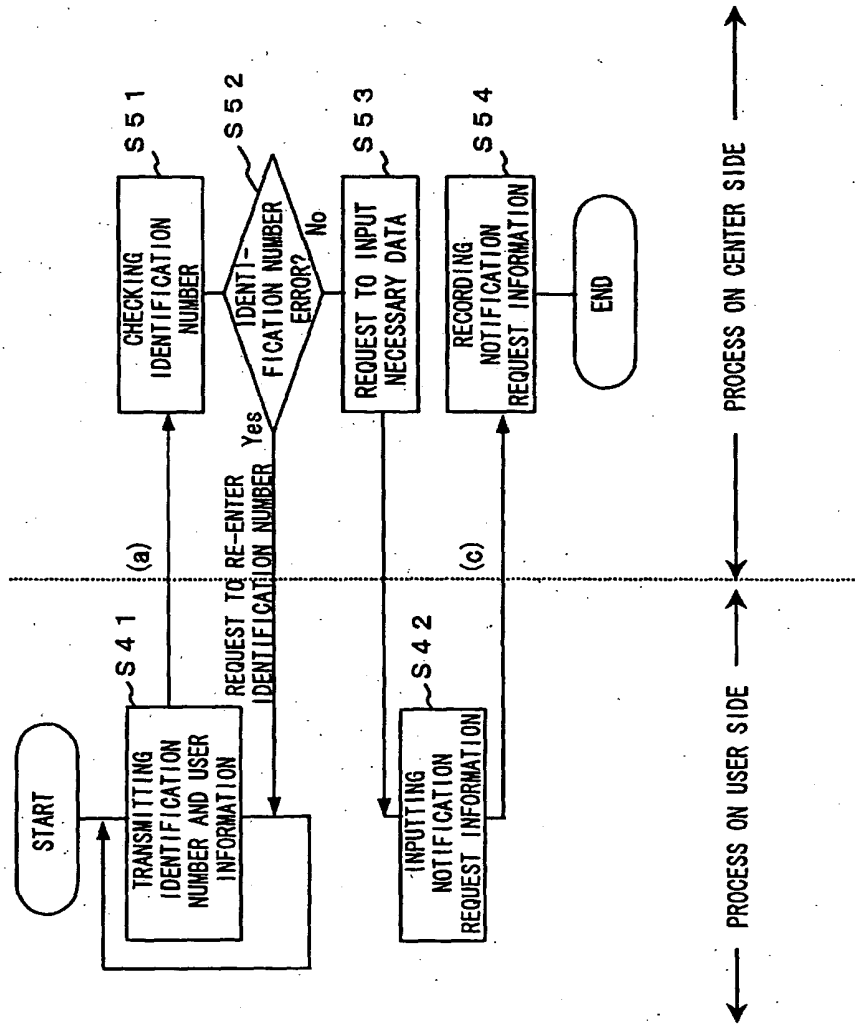 START
S41
TRANSMITTING
IDENTIFICATION
NUMBER AND USER
INFORMATION
(a)
S51
CHECKING
IDENTIFICATION
NUMBER
S52
IDENTI-
FICATION NUMBER
ERROR?
Yes
No
REQUEST TO RE-ENTER
IDENTIFICATION NUMBER
S53
REQUEST TO INPUT
NECESSARY DATA
S42
INPUTTING
NOTIFICATION
REQUEST INFORMATION
(c)
S54
RECORDING
NOTIFICATION
REQUEST INFORMATION
END
PROCESS ON USER SIDE
PROCESS ON CENTER SIDE